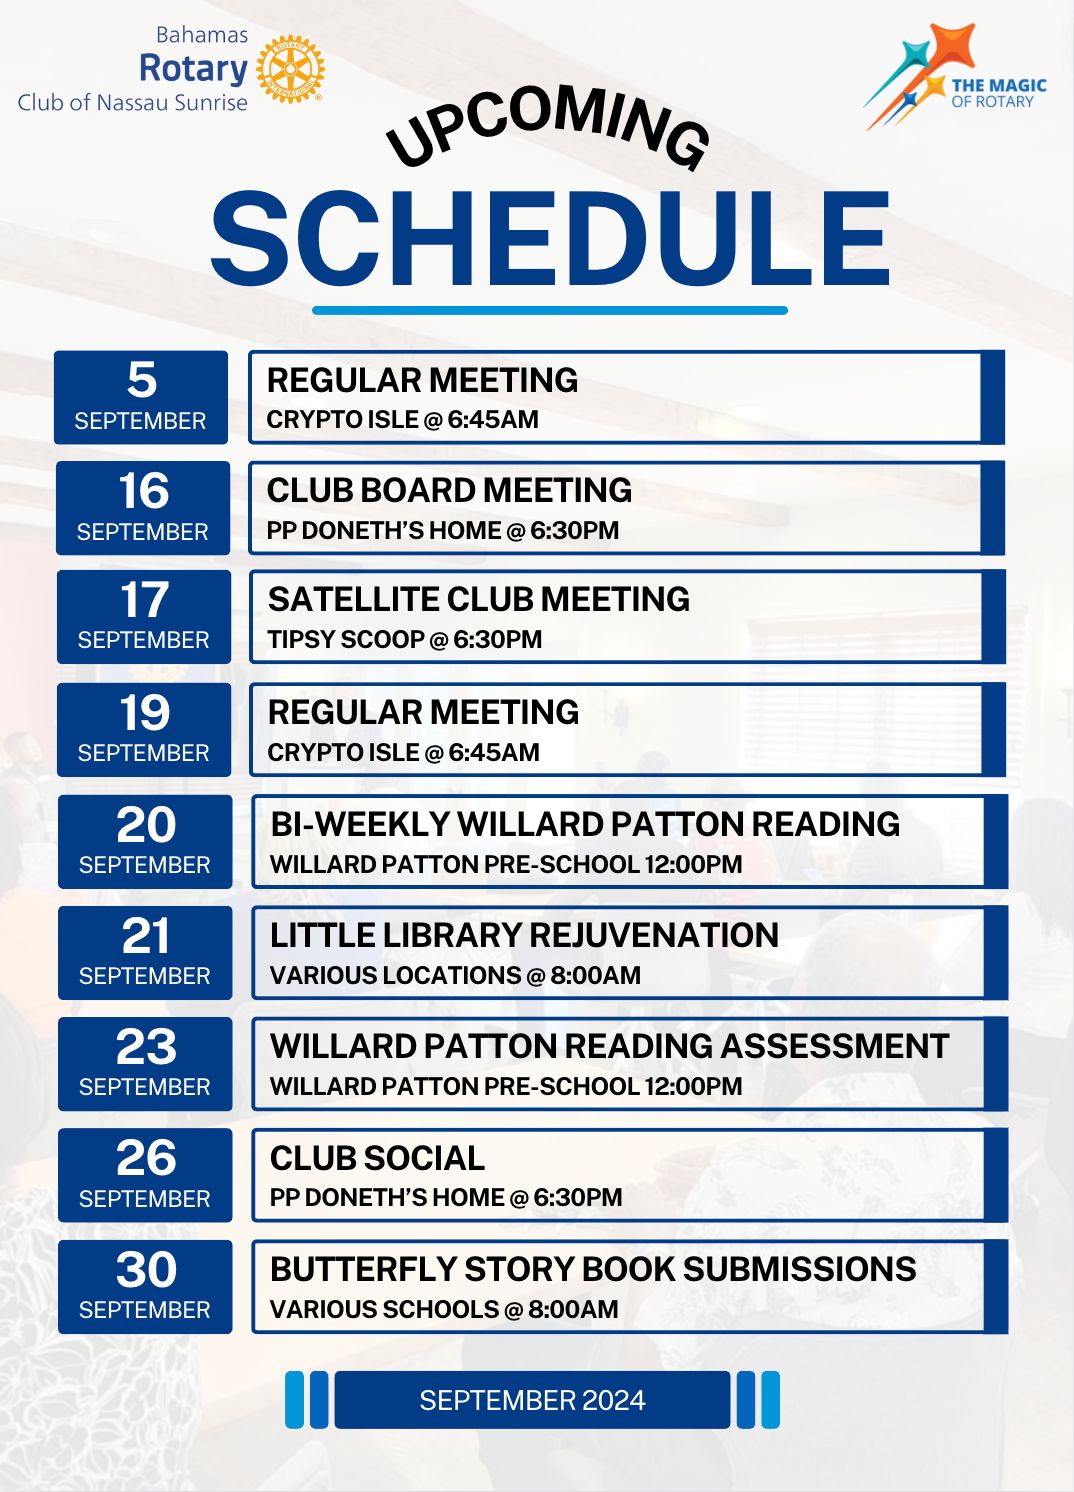 Bahamas
Rotary
Club of Nassau Sunrise
THE MAGIC
OF ROTARY
UPCOMING
SCHEDULE
5
SEPTEMBER
REGULAR MEETING
CRYPTO ISLE @ 6:45AM
16
SEPTEMBER
CLUB BOARD MEETING
PP DONETH'S HOME @ 6:30PM
17
SEPTEMBER
SATELLITE CLUB MEETING
TIPSY SCOOP @ 6:30PM
19
SEPTEMBER
REGULAR MEETING
CRYPTO ISLE @ 6:45AM
20
SEPTEMBER
BI-WEEKLY WILLARD PATTON READING
WILLARD PATTON PRE-SCHOOL 12:00PM
21
SEPTEMBER
LITTLE LIBRARY REJUVENATION
VARIOUS LOCATIONS @ 8:00AM
23
SEPTEMBER
WILLARD PATTON READING ASSESSMENT
WILLARD PATTON PRE-SCHOOL 12:00PM
26
SEPTEMBER
CLUB SOCIAL
PP DONETH'S HOME @ 6:30PM
30
SEPTEMBER
BUTTERFLY STORY BOOK SUBMISSIONS
VARIOUS SCHOOLS @ 8:00AM
SEPTEMBER 2024